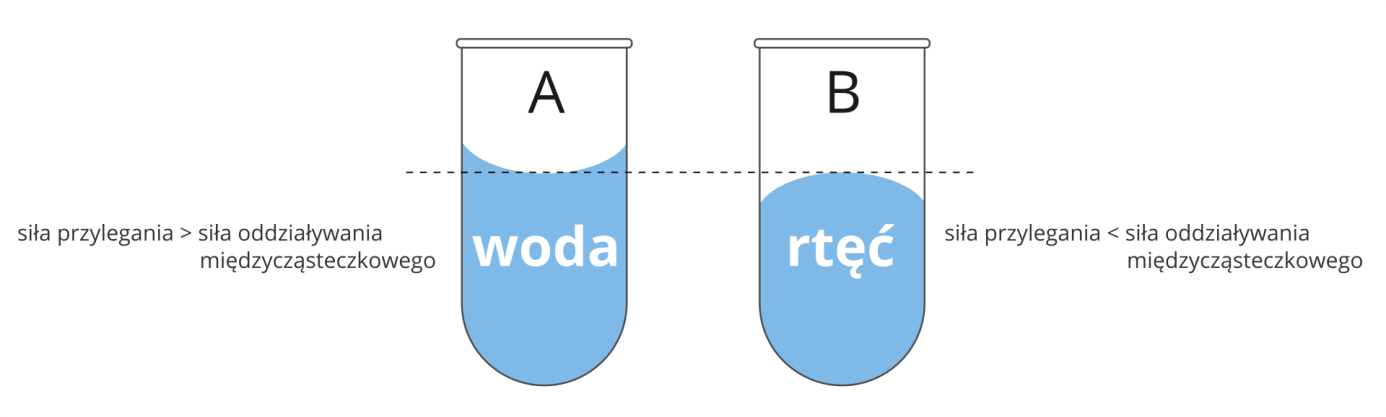 A
B
siła przylegania > siła oddziaływania
międzycząsteczkowego
woda
rtęć
siła przylegania < siła oddziaływania
międzycząsteczkowego